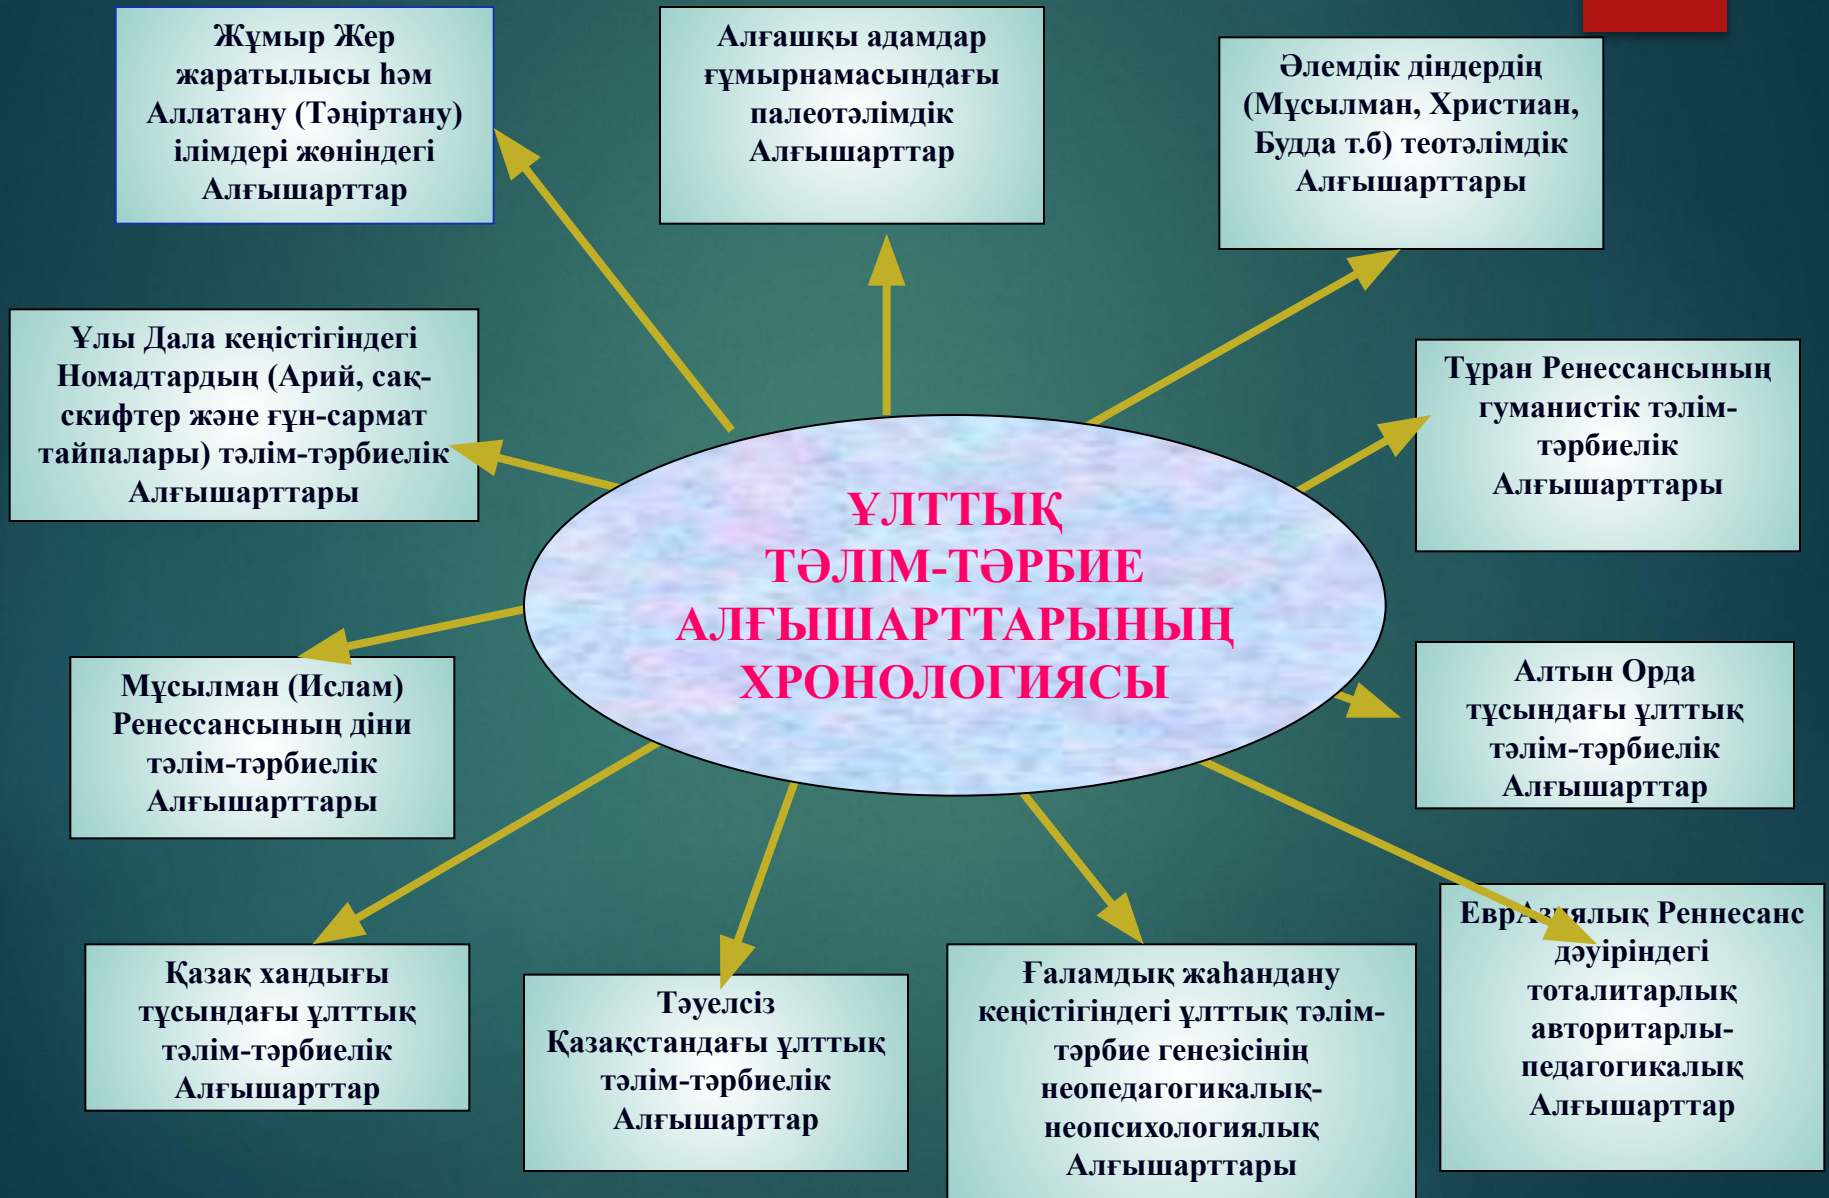 Жұмыр Жер
жаратылысы һәм
Аллатану (Тәңіртану)
ілімдері жөніндегі
Алғышарттар
Алғашқы адамдар
ғұмырнамасындағы
палеотәлімдік
Алғышарттар
Әлемдік діндердің
(Мұсылман, Христиан,
Будда т.б) теотәлімдік
Алғышарттары
Ұлы Дала кеңістігіндегі
Номадтардың (Арий, сақ-
скифтер және ғұн-сармат
тайпалары) тәлім-тәрбиелік
Алғышарттары
Тұран Ренессансының
гуманистік тәлім-
тәрбиелік
Алғышарттары
ҰЛТТЫҚ
ТӘЛІМ-ТӘРБИЕ
АЛҒЫШАРТТАРЫНЫҢ
ХРОНОЛОГИЯСЫ
Мұсылман (Ислам)
Ренессансының діни
тәлім-тәрбиелік
Алғышарттары
Алтын Орда
тұсындағы ұлттық
тәлім-тәрбиелік
Алғышарттар
Қазақ хандығы
тұсындағы ұлттық
тәлім-тәрбиелік
Алғышарттар
Тәуелсіз
Қазақстандағы ұлттық
тәлім-тәрбиелік
Алғышарттар
Ғаламдық жаһандану
кеңістігіндегі ұлттық тәлім-
тәрбие генезісінің
неопедагогикалық-
неопсихологиялық
Алғышарттары
ЕврАзиялық Реннесанс
дәуіріндегі
тоталитарлық
авторитарлы-
педагогикалық
Алғышарттар